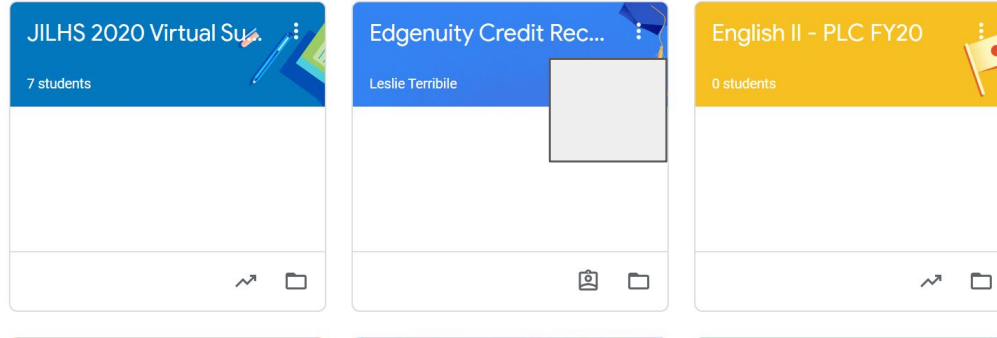 JILHS 2020 Virtual Su...
7 students
Edgenuity Credit Rec...
Leslie Terribile
English II - PLC FY20
0 students